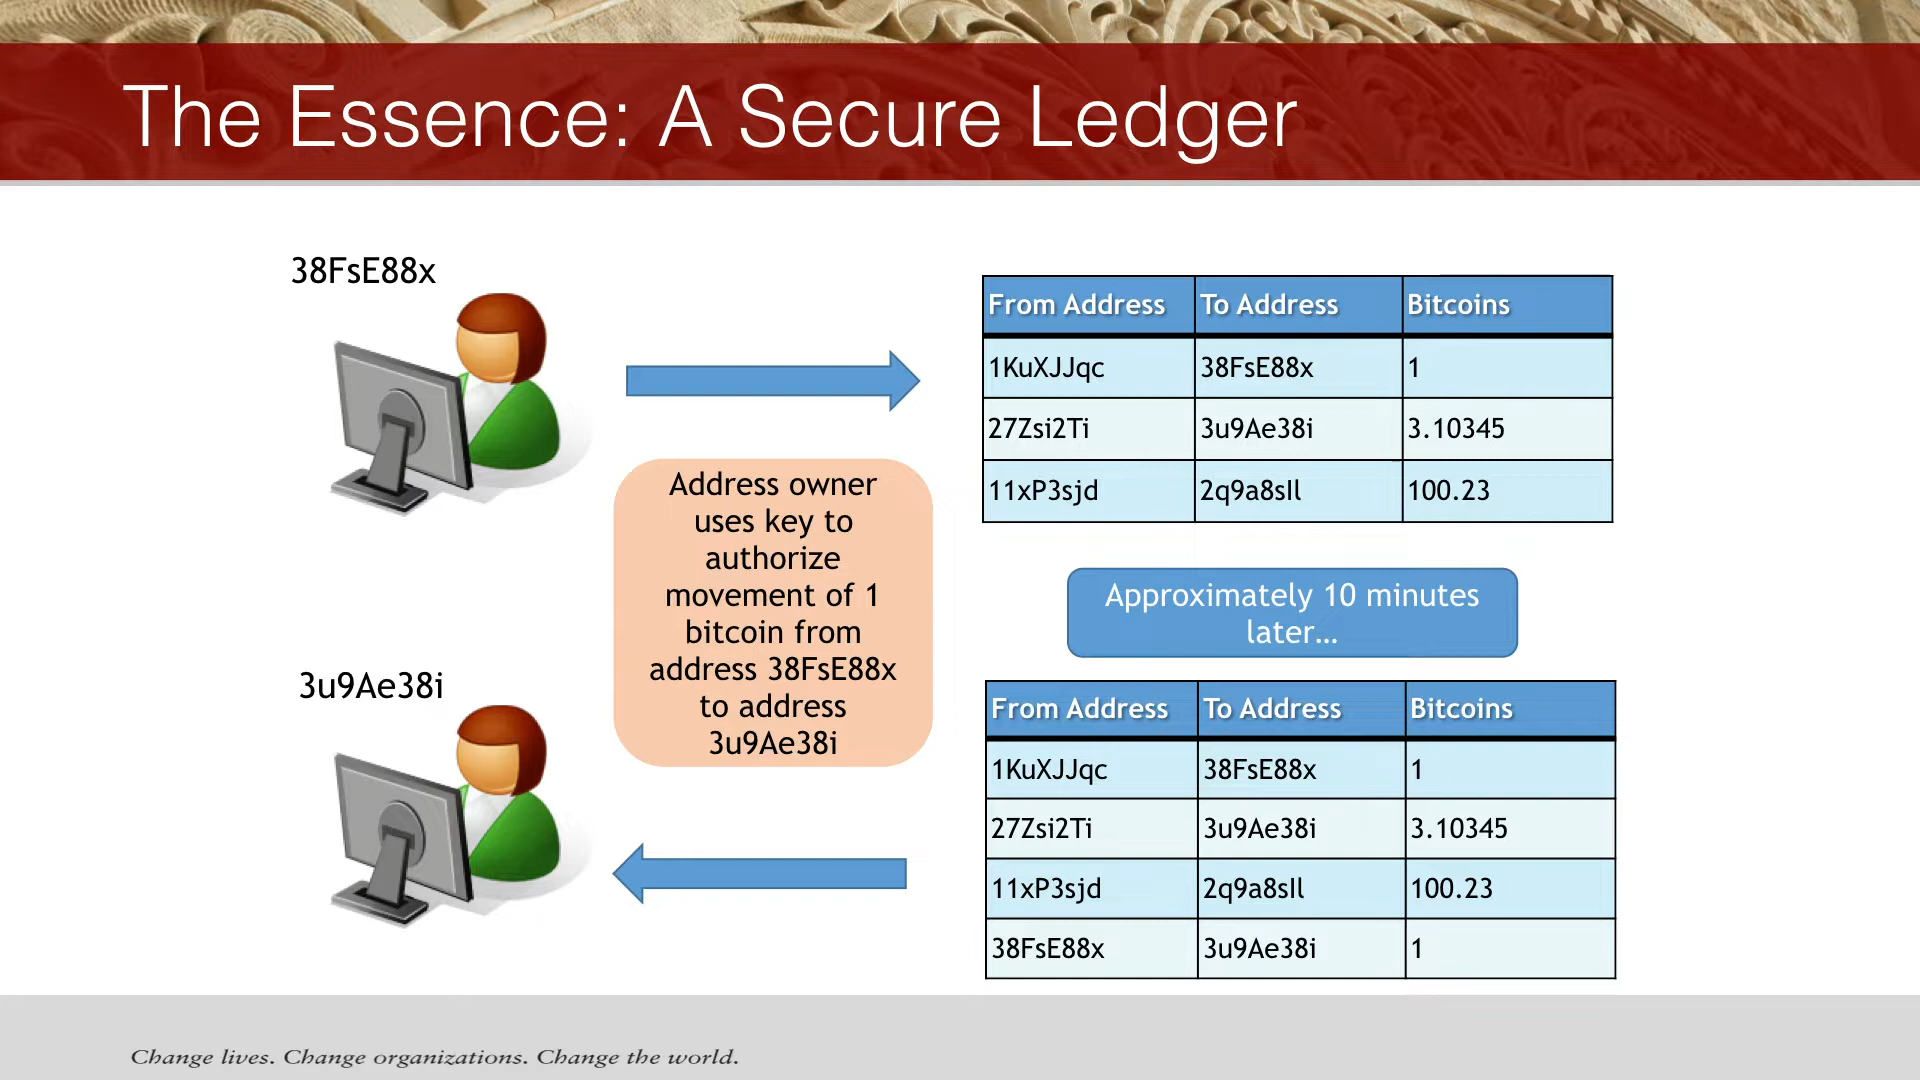 The Essence: A Secure Ledger
38FsE88x
From Address To Address Bitcoins
1KuXJJqc 38FsE88x 1
27Zsi2Ti 3u9Ae38i 3.10345
11xP3sjd 2q9a8sIl 100.23
Address owner
uses key to
authorize
movement of 1
bitcoin from
address 38FsE88x
to address
3u9Ae38i
Approximately 10 minutes
later...
3u9Ae38i
From Address To Address Bitcoins
1KuXJJqc 38FsE88x 1
27Zsi2Ti 3u9Ae38i 3.10345
11xP3sjd 2q9a8sIl 100.23
38FsE88x 3u9Ae38i 1
Change lives. Change organizations. Change the world.